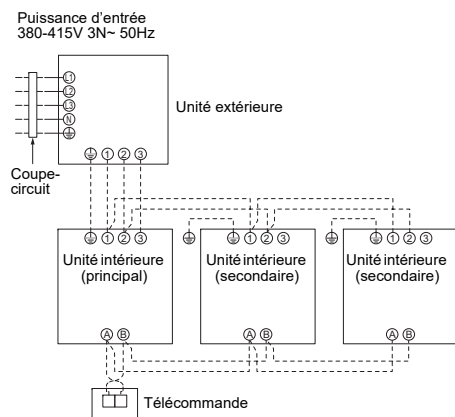 Puissance d'entrée
380-415V 3N~ 50Hz
L1
L2
L3
N
Unité extérieure
1 2 3
Coupe-
circuit
1 2 3
1 2 3
1 2 3
Unité intérieure
(principal)
Unité intérieure
(secondaire)
Unité intérieure
(secondaire)
A B
A B
A B
Télécommande